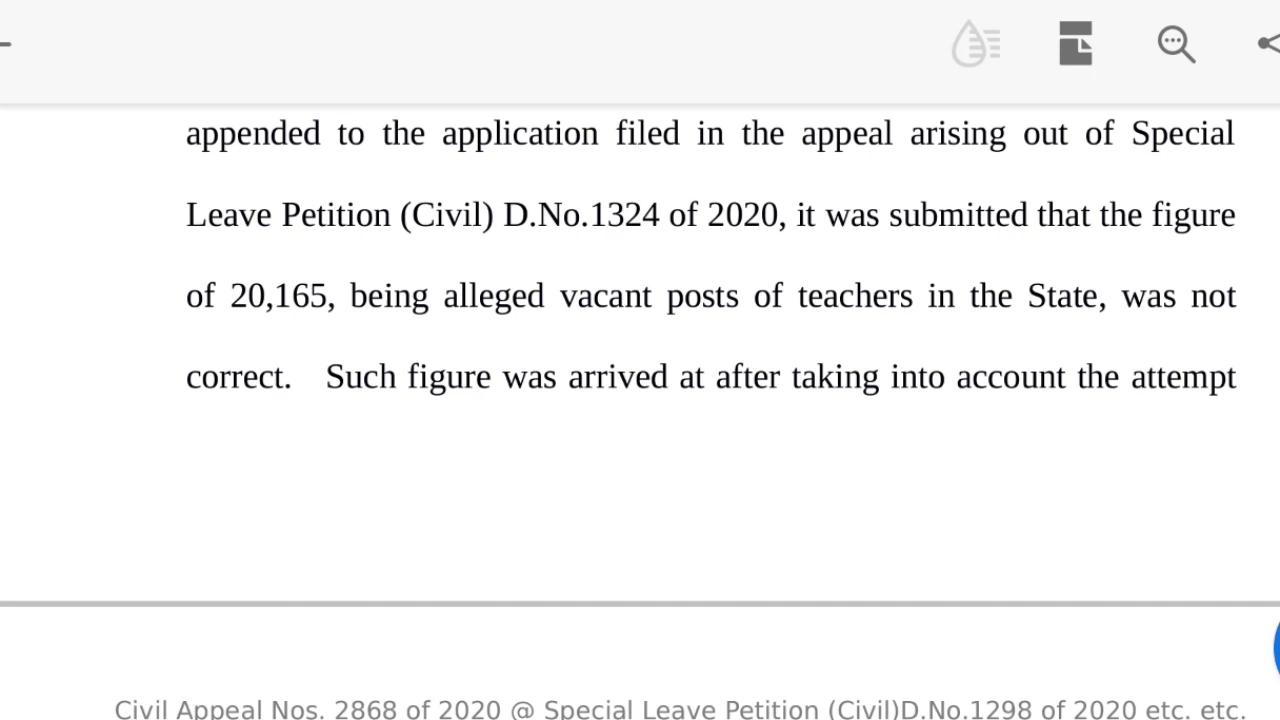 appended to the application filed in the appeal arising out of Special
Leave Petition (Civil) D.No.1324 of 2020, it was submitted that the figure
of 20,165, being alleged vacant posts of teachers in the State, was not
correct. Such figure was arrived at after taking into account the attempt
Civil Appeal Nos. 2868 of 2020 @ Special Leave Petition (Civil)D.No.1298 of 2020 etc. etc.